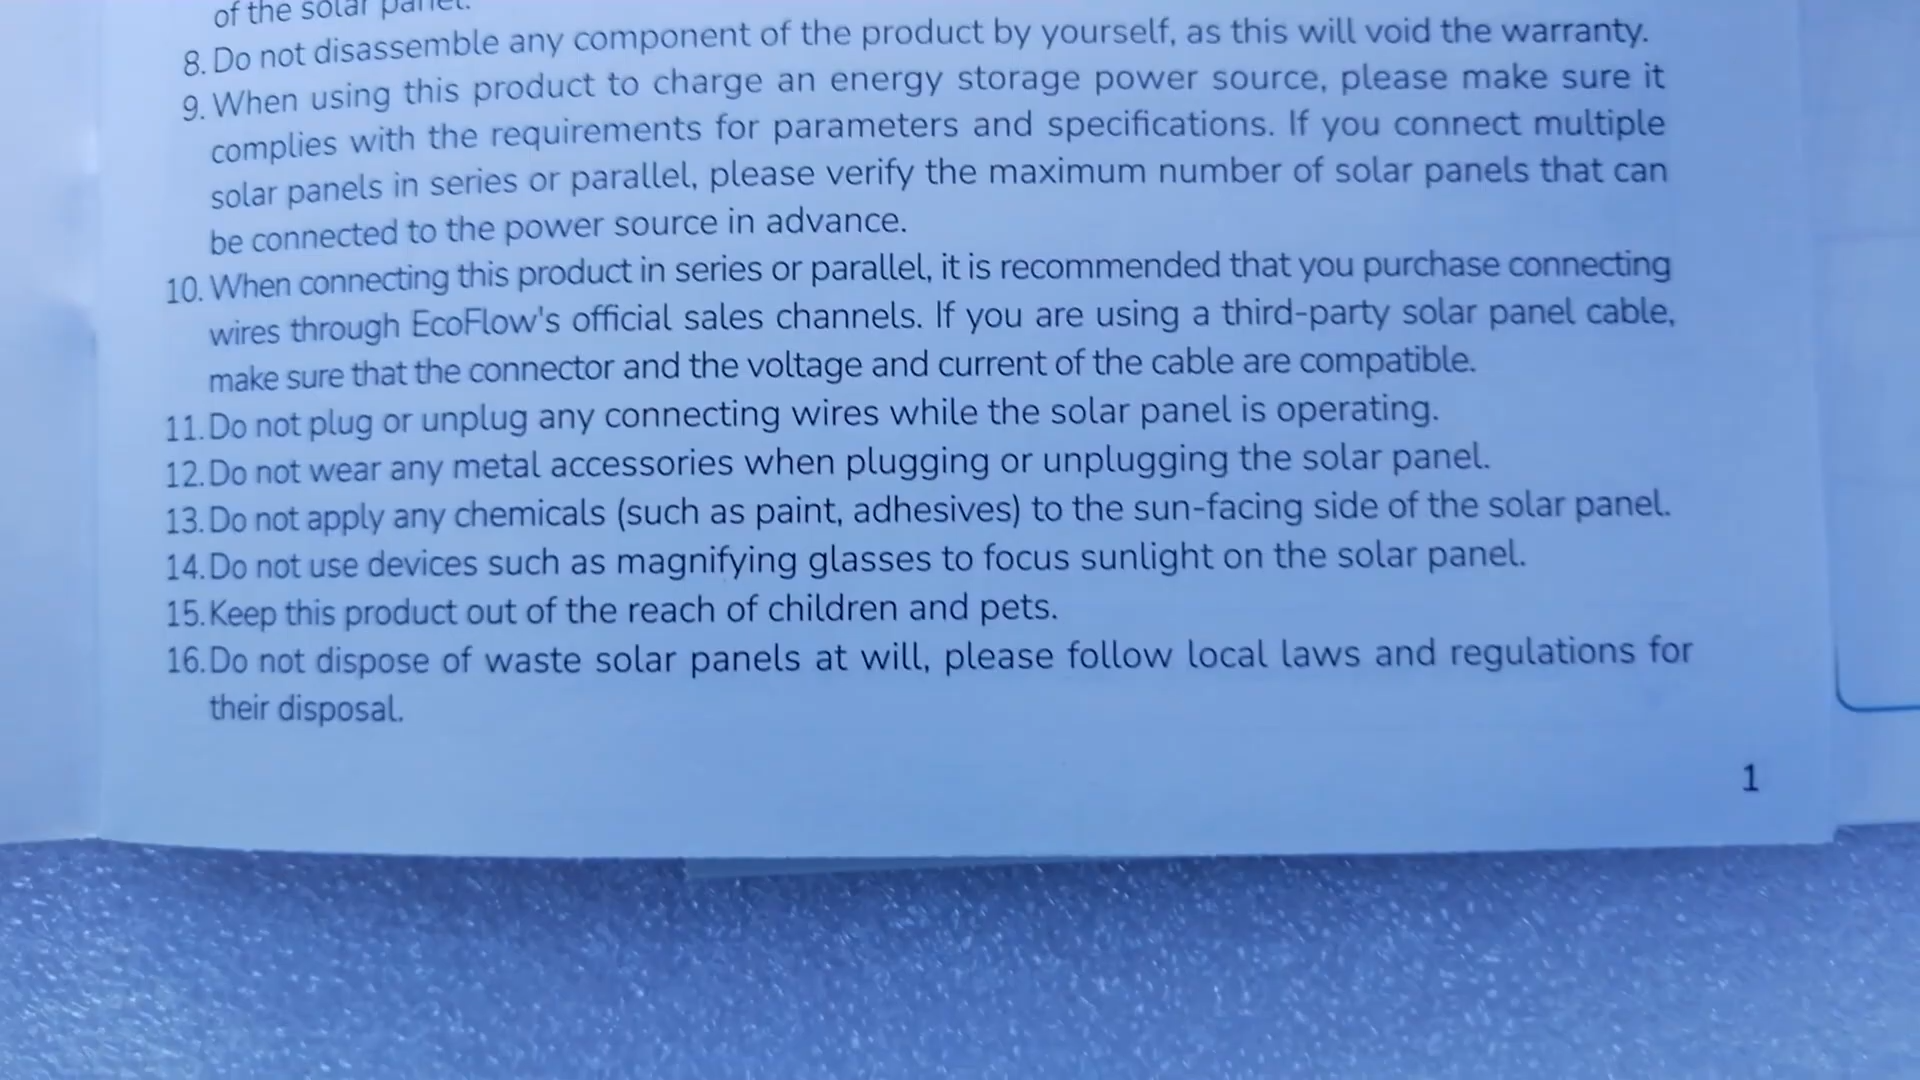 of the solar panel.
8. Do not disassemble any component of the product by yourself, as this will void the warranty.
9. When using this product to charge an energy storage power source, please make sure it
complies with the requirements for parameters and specifications. If you connect multiple
solar panels in series or parallel, please verify the maximum number of solar panels that can
be connected to the power source in advance.
10. When connecting this product in series or parallel, it is recommended that you purchase connecting
wires through EcoFlow's official sales channels. If you are using a third-party solar panel cable,
make sure that the connector and the voltage and current of the cable are compatible.
11. Do not plug or unplug any connecting wires while the solar panel is operating.
12. Do not wear any metal accessories when plugging or unplugging the solar panel.
13. Do not apply any chemicals (such as paint, adhesives) to the sun-facing side of the solar panel.
14. Do not use devices such as magnifying glasses to focus sunlight on the solar panel.
15. Keep this product out of the reach of children and pets.
16. Do not dispose of waste solar panels at will, please follow local laws and regulations for
their disposal.
1